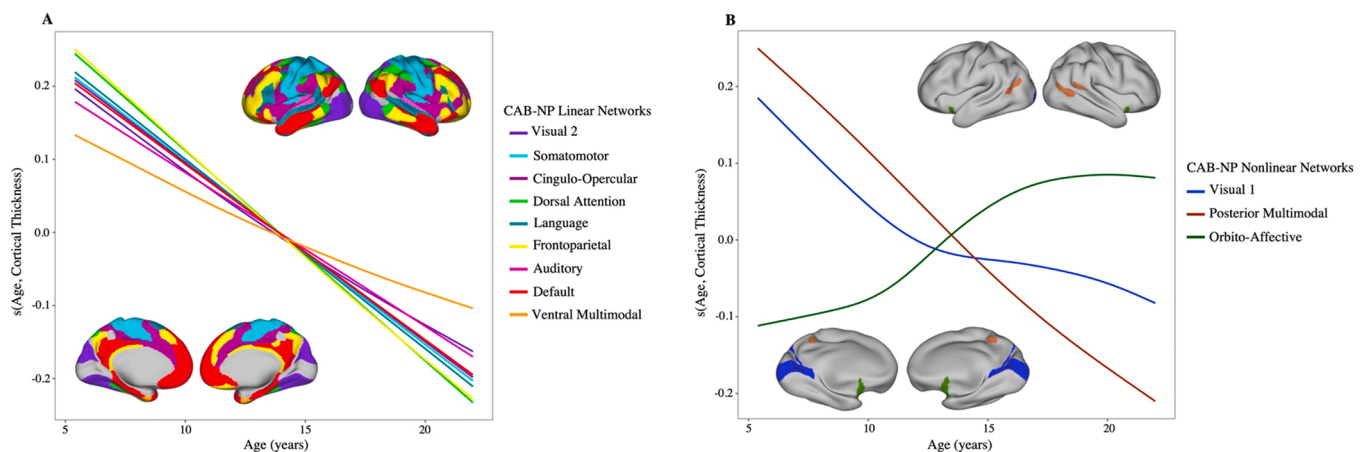 A
s(Age, Cortical Thickness)
0.2
0.1
0.0
-0.1
-0.2
5
10
15
20
Age (years)
CAB-NP Linear Networks
Visual 2
Somatomotor
Cingulo-Opercular
Dorsal Attention
Language
Frontoparietal
Auditory
Default
Ventral Multimodal
B
s(Age, Cortical Thickness)
0.2
0.1
0.0
-0.1
-0.2
5
10
15
20
Age (years)
CAB-NP Nonlinear Networks
Visual 1
Posterior Multimodal
Orbito-Affective